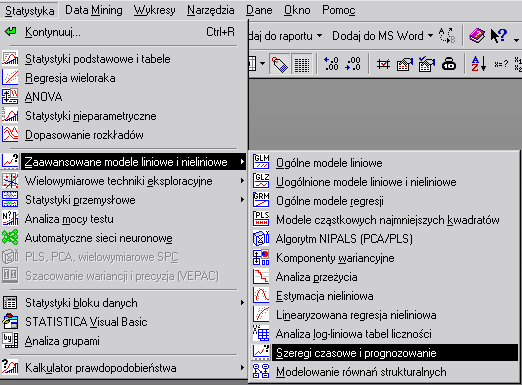 Statystyka Data Mining Wykresy Narzędzia Dane Okno Pomoc
Kontynuuj... Ctrl+R
daj do raportu Dodaj do MS Word
Statystyki podstawowe i tabele
Regresja wieloraka
ANOVA
Statystyki nieparametryczne
Dopasowanie rozkładów
Zaawansowane modele liniowe i nieliniowe
Wielowymiarowe techniki eksploracyjne
Statystyki przemysłowe
Analiza mocy testu
Automatyczne sieci neuronowe
PLS, PCA, wielowymiarowe SPC
Szacowanie wariancji i precyzja (VEPAC)
Statystyki bloku danych
STATISTICA Visual Basic
Analiza grupami
Kalkulator prawdopodobieństwa
Ogólne modele liniowe
Uogólnione modele liniowe i nieliniowe
Ogólne modele regresji
Modele cząstkowych najmniejszych kwadratów
Algorytm NIPALS (PCA/PLS)
Komponenty wariancyjne
Analiza przeżycia
Estymacja nieliniowa
Linearyzowana regresja nieliniowa
Analiza log-liniowa tabel liczności
Szeregi czasowe i prognozowanie
Modelowanie równań strukturalnych